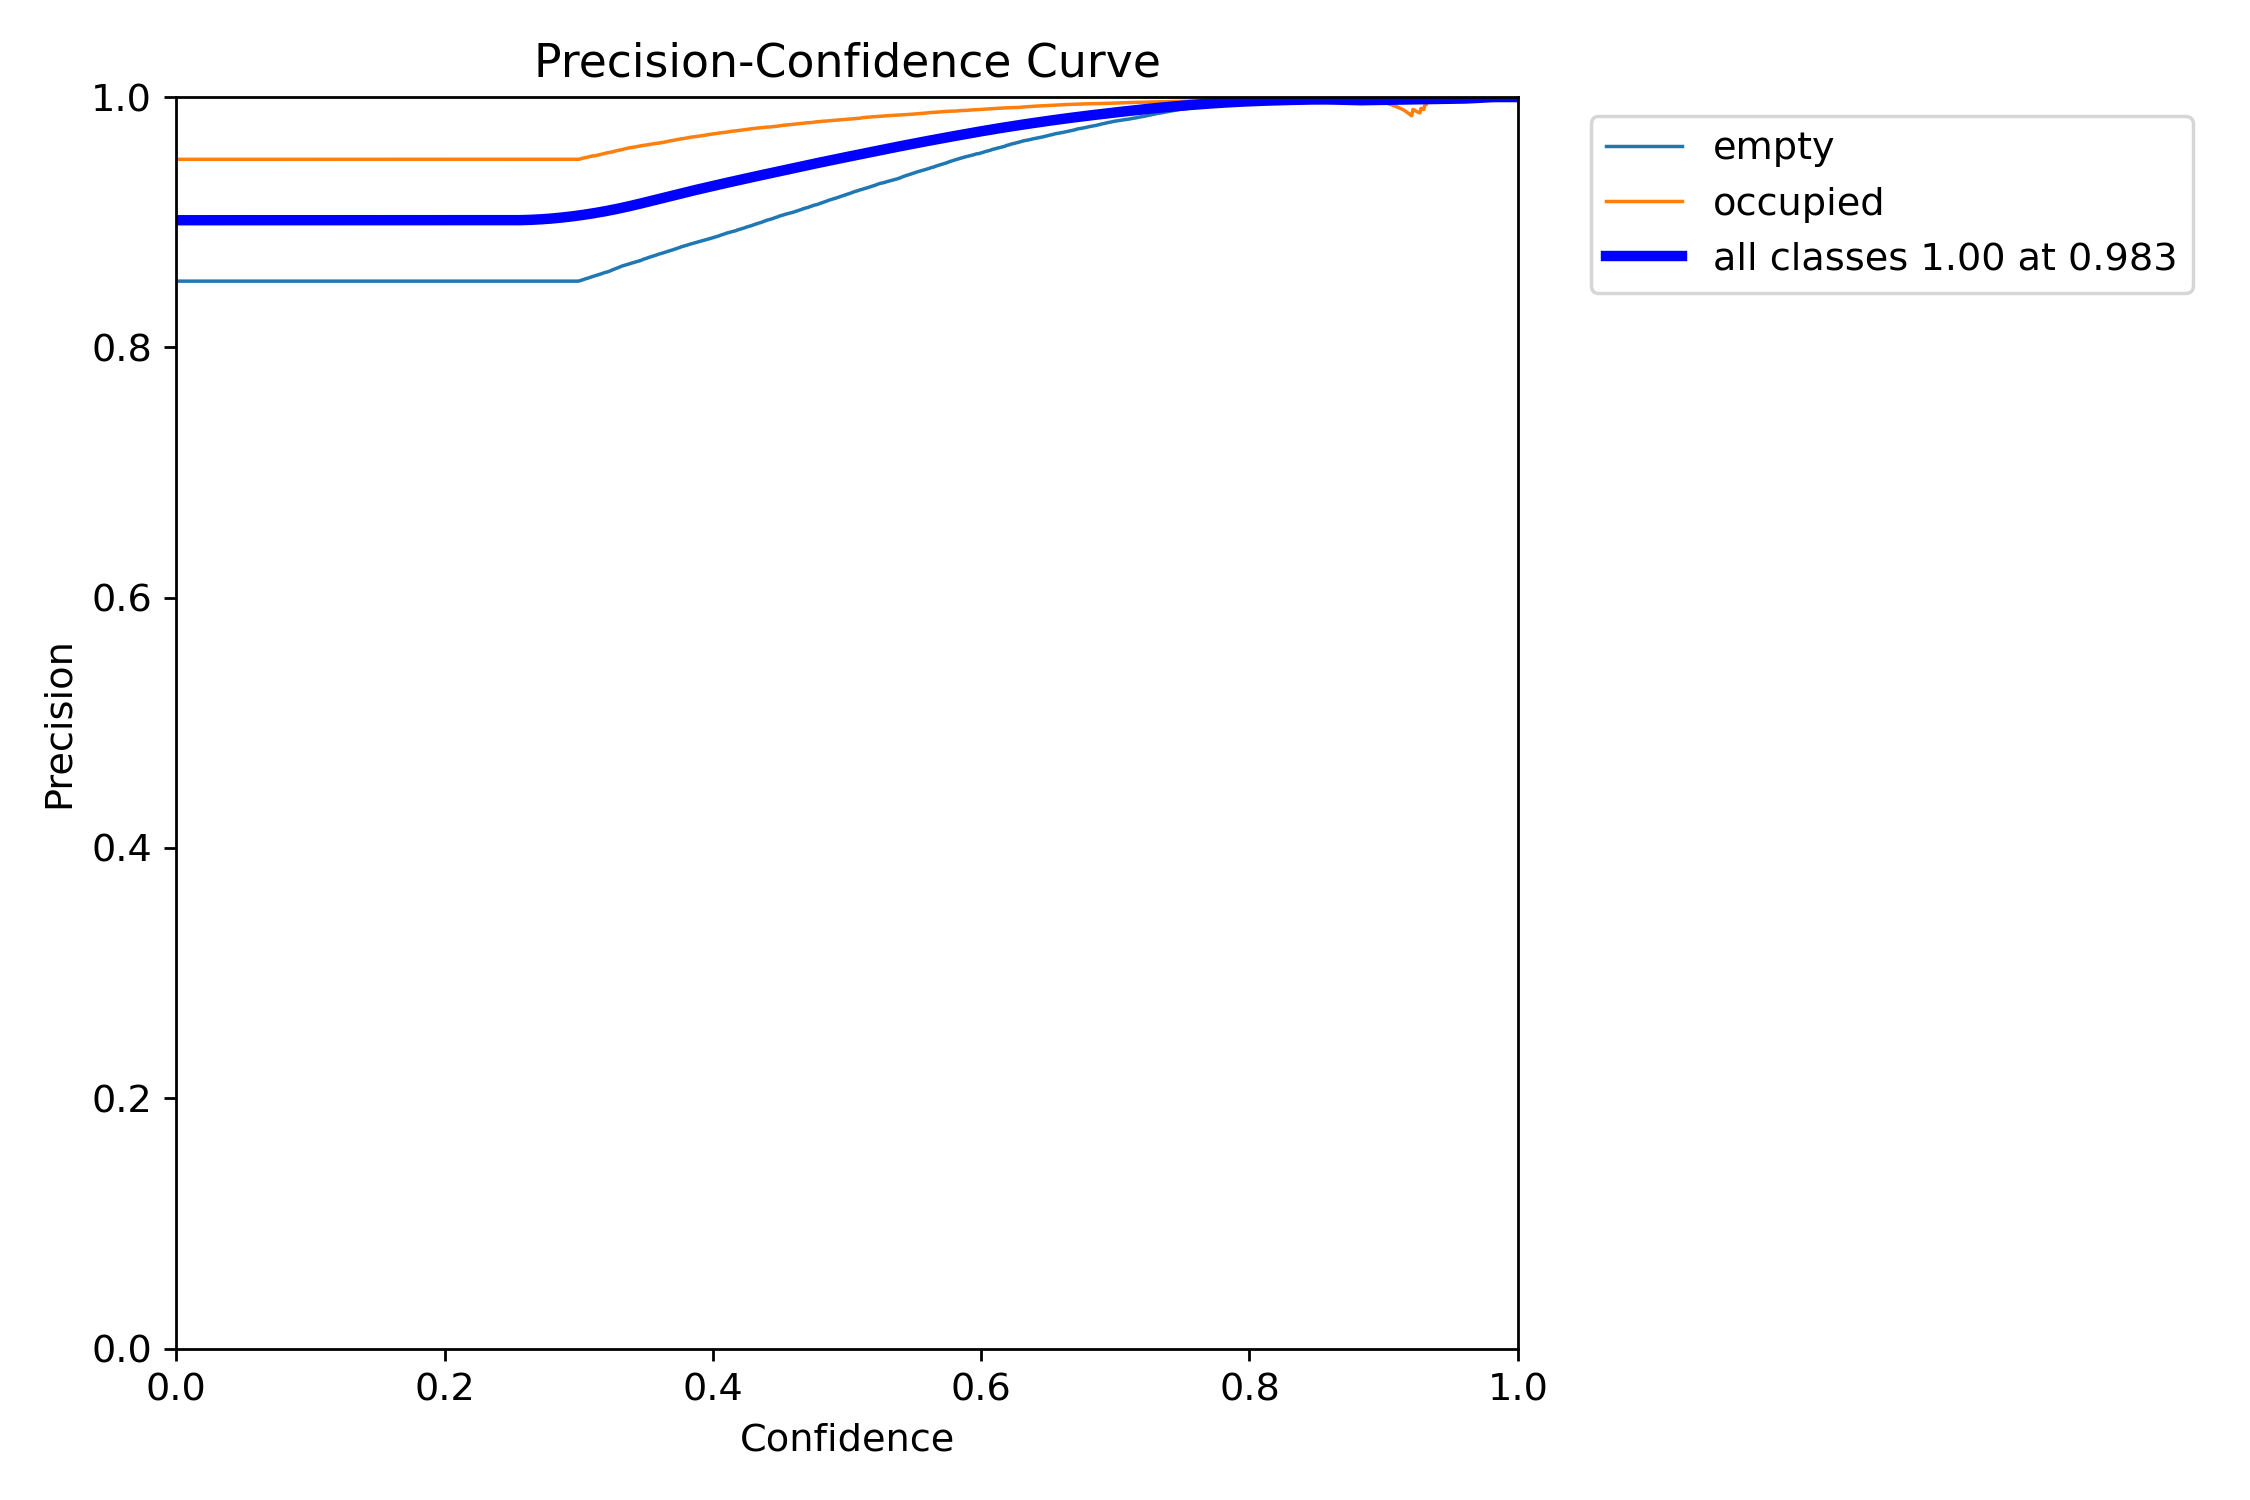 Precision-Confidence Curve
1.0
0.8
0.6
0.4
0.2
0.0
Precision
0.0 0.2 0.4 0.6 0.8 1.0
Confidence
empty
occupied
all classes 1.00 at 0.983